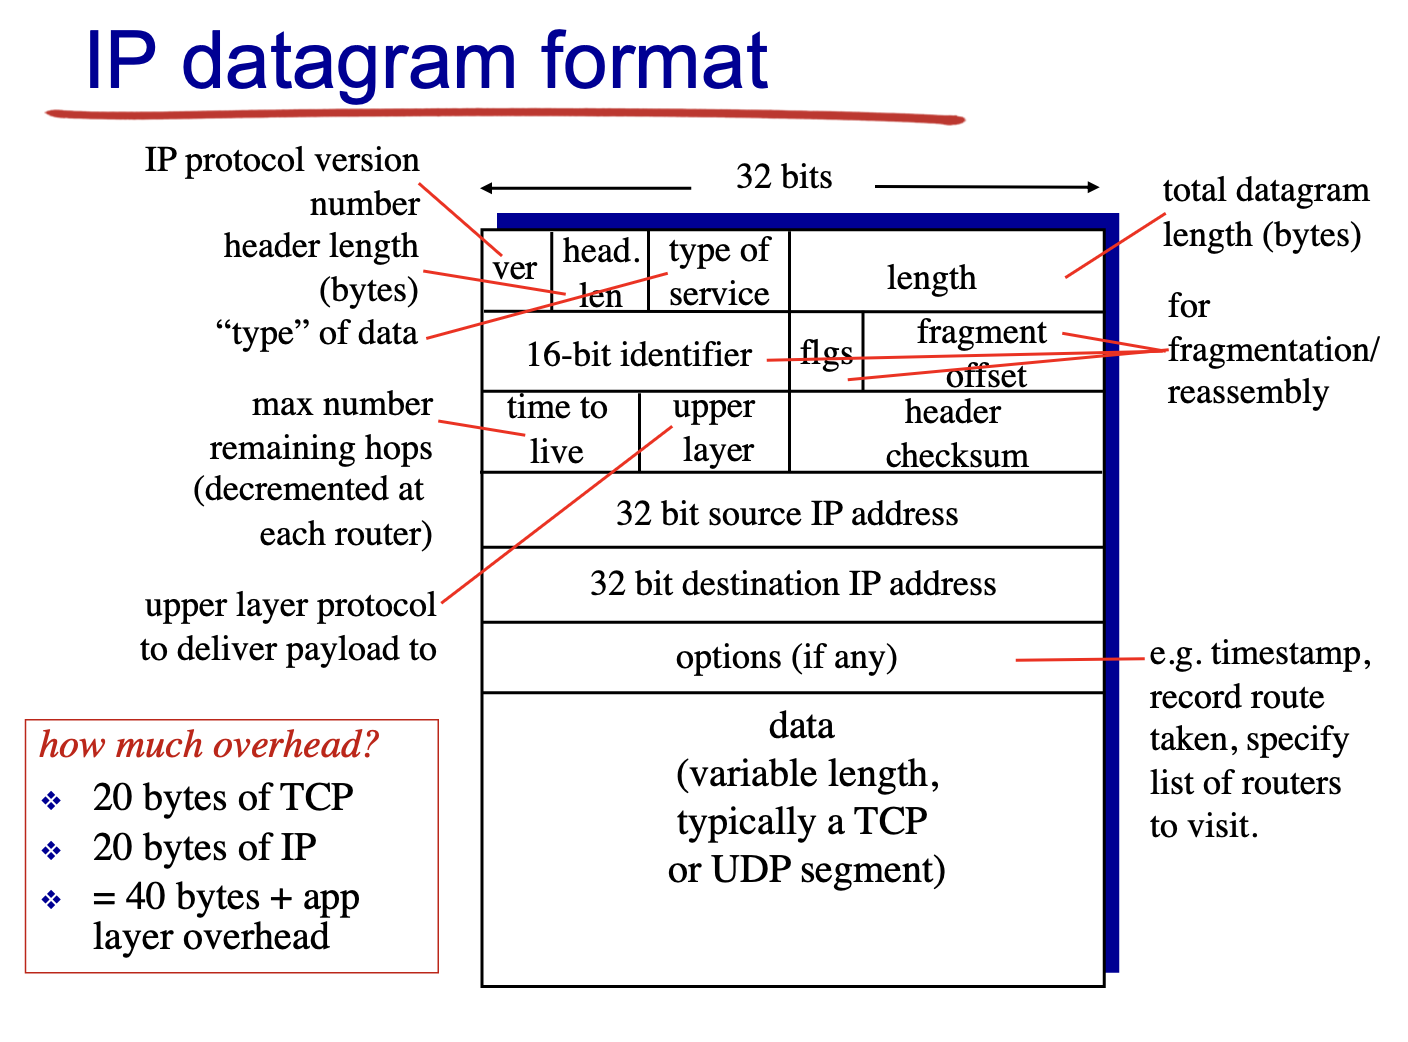 IP datagram format
IP protocol version
number
header length
(bytes)
“type” of data
max number
remaining hops
(decremented at
each router)
upper layer protocol
to deliver payload to
32 bits
ver
head.
len
type of
service
length
16-bit identifier
flgs
fragment
offset
time to
live
upper
layer
header
checksum
32 bit source IP address
32 bit destination IP address
options (if any)
data
(variable length,
typically a TCP
or UDP segment)
total datagram
length (bytes)
for
fragmentation/
reassembly
e.g. timestamp,
record route
taken, specify
list of routers
to visit.
how much overhead?
❖ 20 bytes of TCP
❖ 20 bytes of IP
❖ = 40 bytes + app
layer overhead